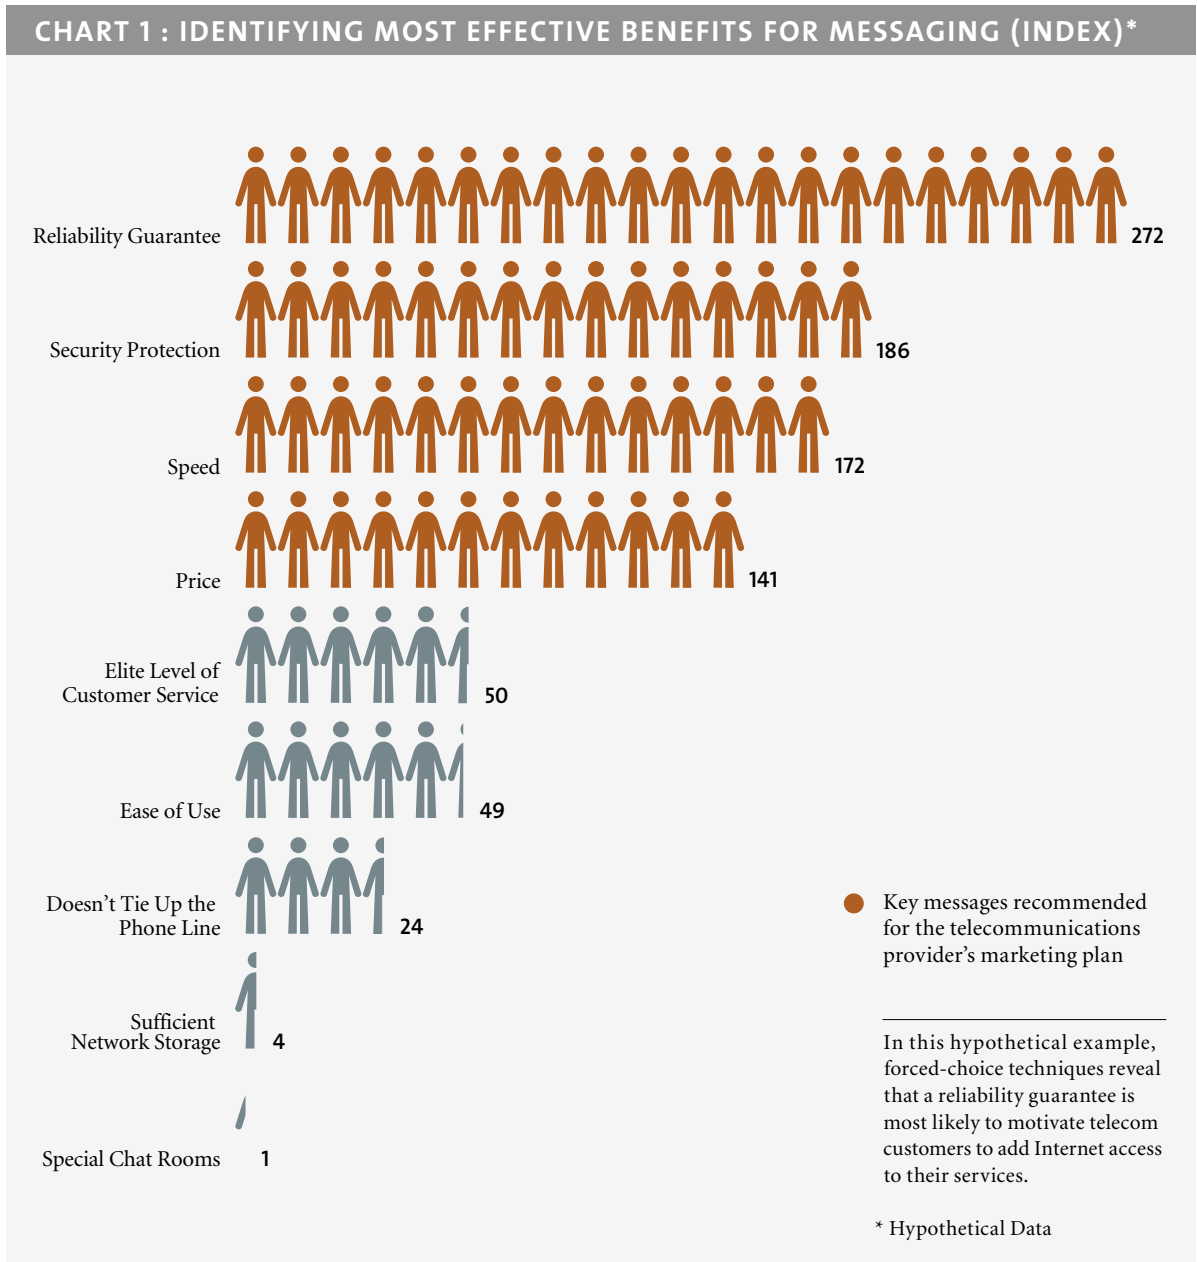 CHART 1 : IDENTIFYING MOST EFFECTIVE BENEFITS FOR MESSAGING (INDEX)*
Reliability Guarantee
272
Security Protection
186
Speed
172
Price
141
Elite Level of
Customer Service
50
Ease of Use
49
Doesn’t Tie Up the
Phone Line
24
Sufficient
Network Storage
4
Special Chat Rooms
1
Key messages recommended
for the telecommunications
provider’s marketing plan
In this hypothetical example,
forced-choice techniques reveal
that a reliability guarantee is
most likely to motivate telecom
customers to add Internet access
to their services.
* Hypothetical Data